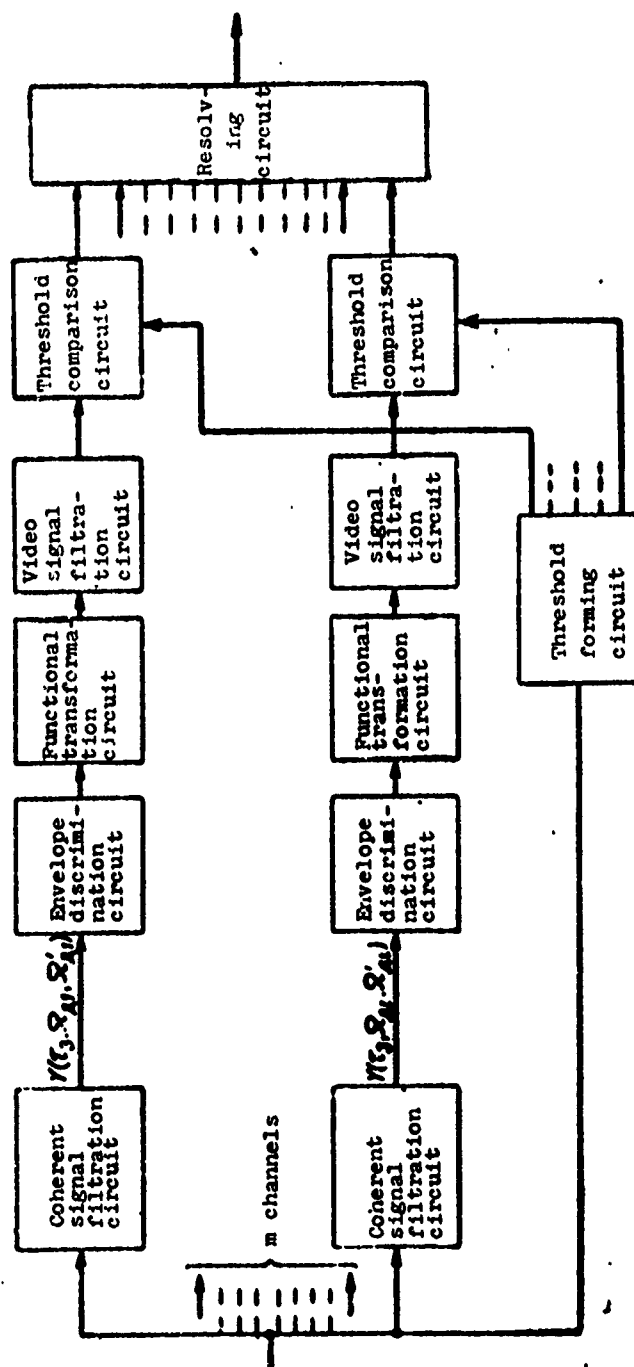 Coherent
signal
filtration
circuit
Envelope
discrimi-
nation
circuit
Functional
transforma-
tion
circuit
Video
signal
filtra-
tion
circuit
Threshold
comparison
circuit
Resolv-
ing
circuit
m channels
Coherent
signal
filtration
circuit
Envelope
discrimi-
nation
circuit
Functional
trans-
formation
circuit
Video
signal
filtra-
tion
circuit
Threshold
comparison
circuit
Threshold
forming
circuit